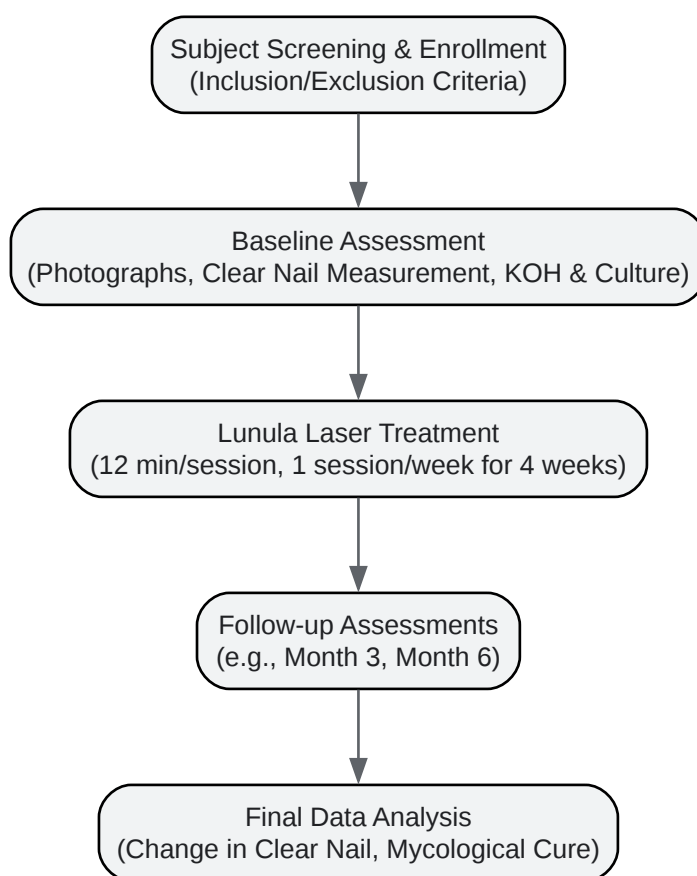 Subject Screening & Enrollment
(Inclusion/Exclusion Criteria)
Baseline Assessment
(Photographs, Clear Nail Measurement, KOH & Culture)
Lunula Laser Treatment
(12 min/session, 1 session/week for 4 weeks)
Follow-up Assessments
(e.g., Month 3, Month 6)
Final Data Analysis
(Change in Clear Nail, Mycological Cure)